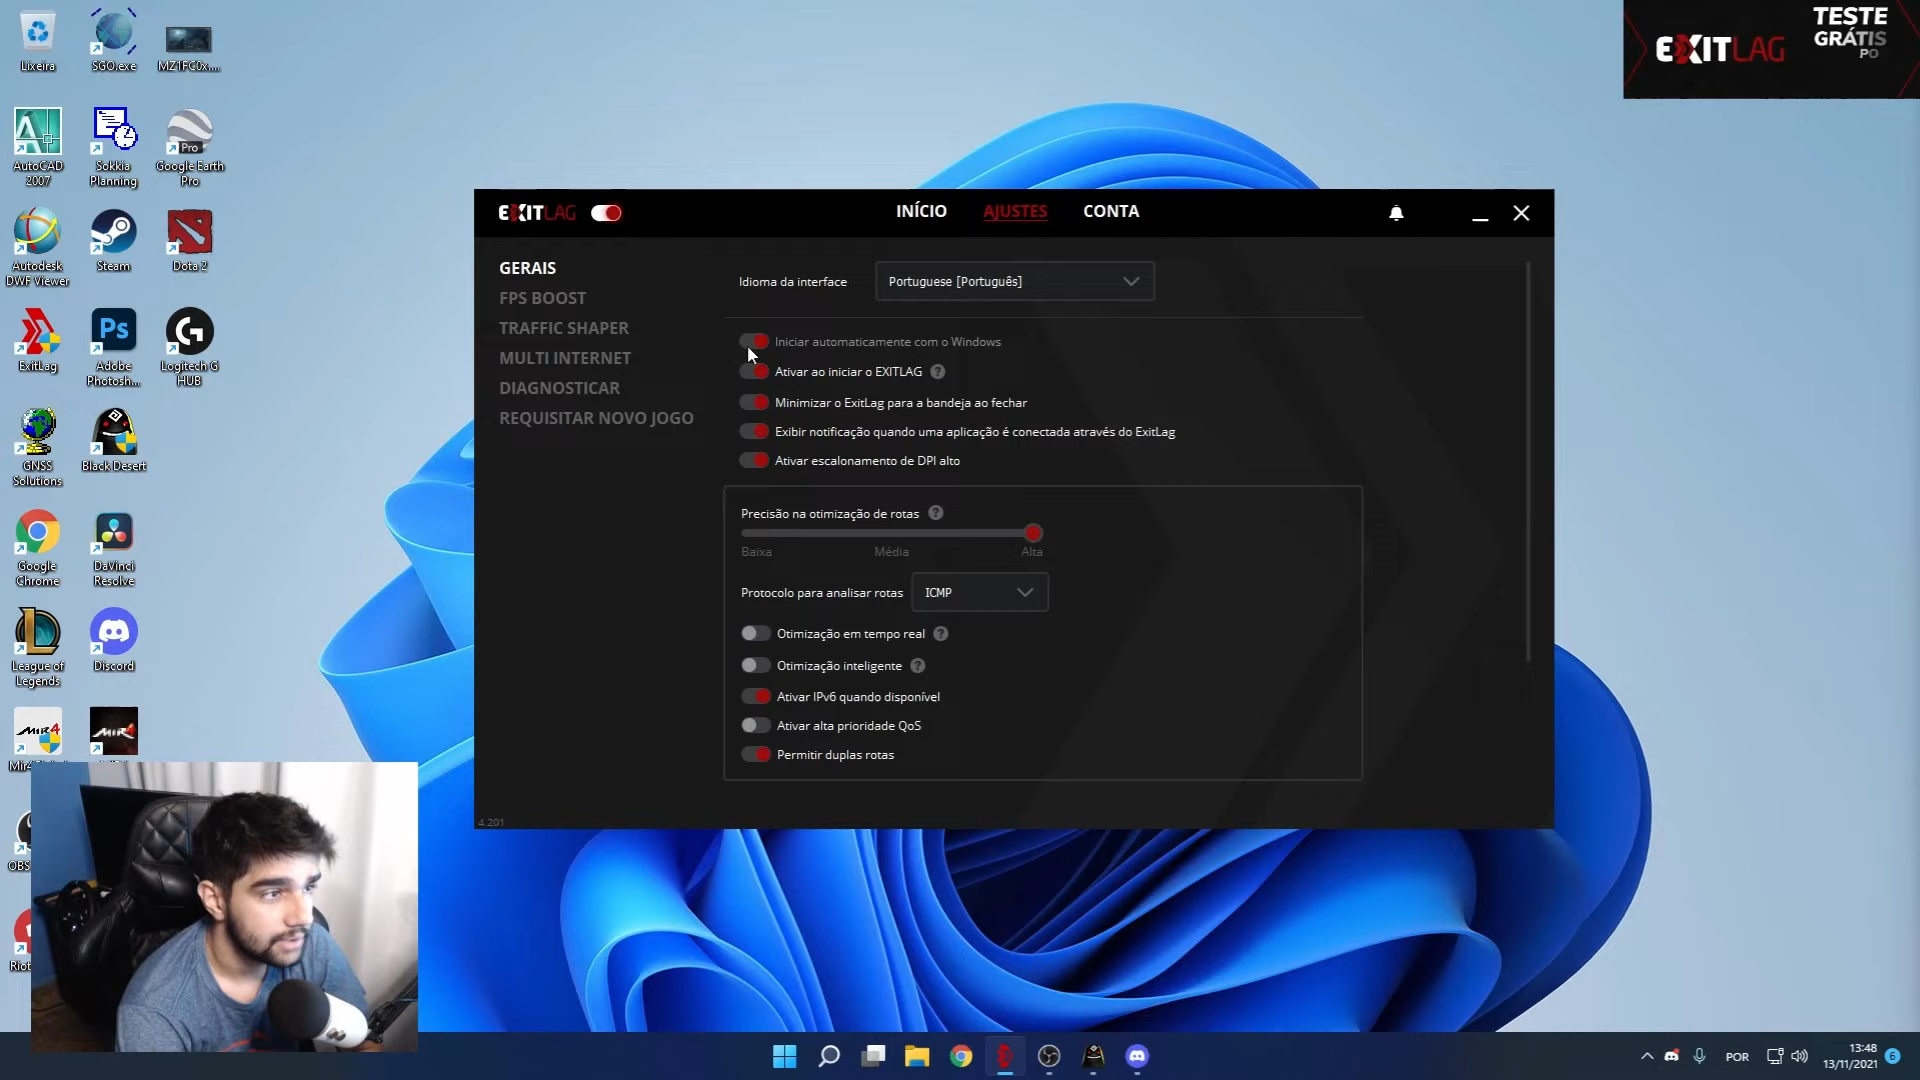 Lixeira
SGO.exe
MZ1FC0x....
AutoCAD
2007
Sokkia
Planning
Pro
Google Earth
Pro
Autodesk
DWF Viewer
Steam
Dota 2
ExitLag
Ps
Adobe
Photosh...
Logitech G
HUB
GNSS
Solutions
Black Desert
Google
Chrome
DaVinci
Resolve
League of
Legends
Discord
MIR4
MIR4
OBS
Riot
EXITLAG
TESTE
GRÁTIS
PO
EXITLAG
INÍCIO
AJUSTES
CONTA
GERAIS
FPS BOOST
TRAFFIC SHAPER
MULTI INTERNET
DIAGNOSTICAR
REQUISITAR NOVO JOGO
Idioma da interface
Portuguese [Português]
Iniciar automaticamente com o Windows
Ativar ao iniciar o EXITLAG ?
Minimizar o ExitLag para a bandeja ao fechar
Exibir notificação quando uma aplicação é conectada através do ExitLag
Ativar escalonamento de DPI alto
Precisão na otimização de rotas ?
Baixa Média Alta
Protocolo para analisar rotas ICMP
Otimização em tempo real ?
Otimização inteligente ?
Ativar IPv6 quando disponível
Ativar alta prioridade QoS
Permitir duplas rotas
4.201
POR
13:48
13/11/2021
6